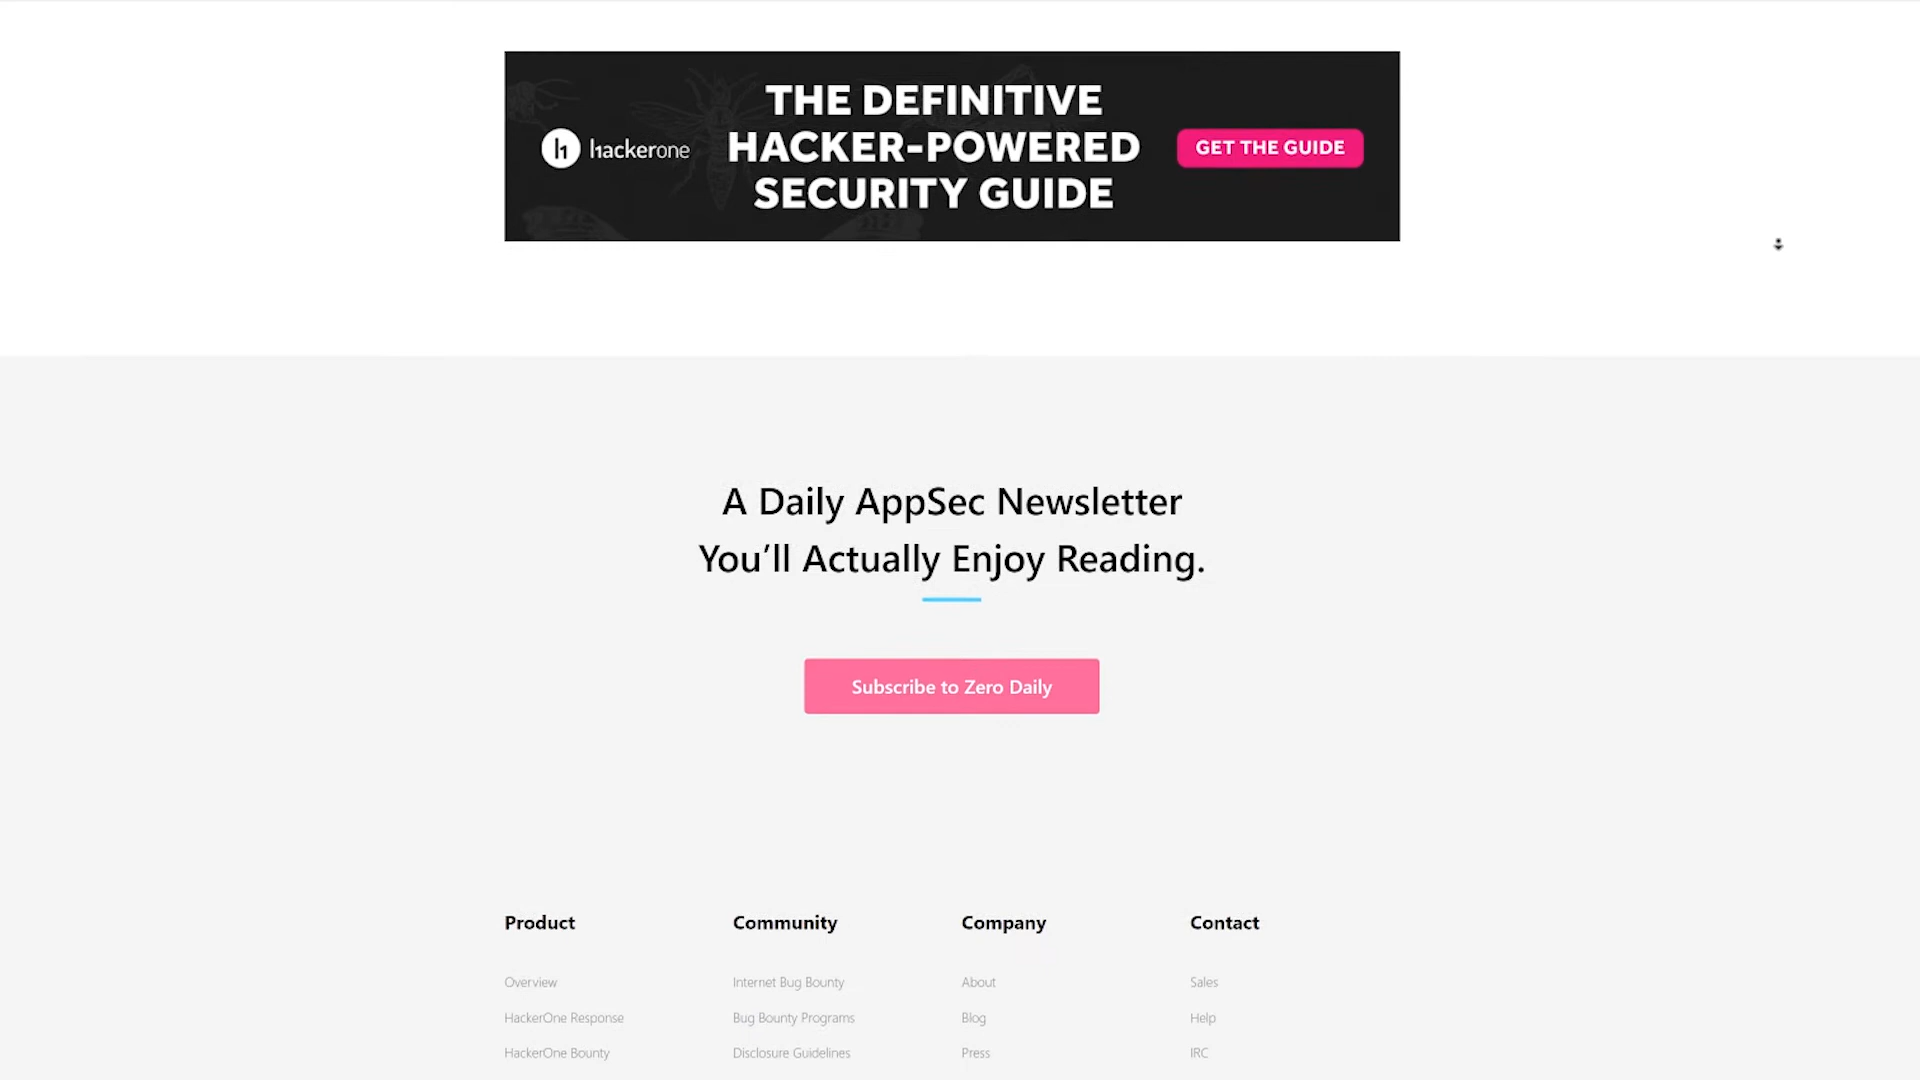 hackerone
THE DEFINITIVE
HACKER-POWERED
SECURITY GUIDE
GET THE GUIDE
A Daily AppSec Newsletter
You’ll Actually Enjoy Reading.
Subscribe to Zero Daily
Product
Community
Company
Contact
Overview
Internet Bug Bounty
About
Sales
HackerOne Response
Bug Bounty Programs
Blog
Help
HackerOne Bounty
Disclosure Guidelines
Press
IRC